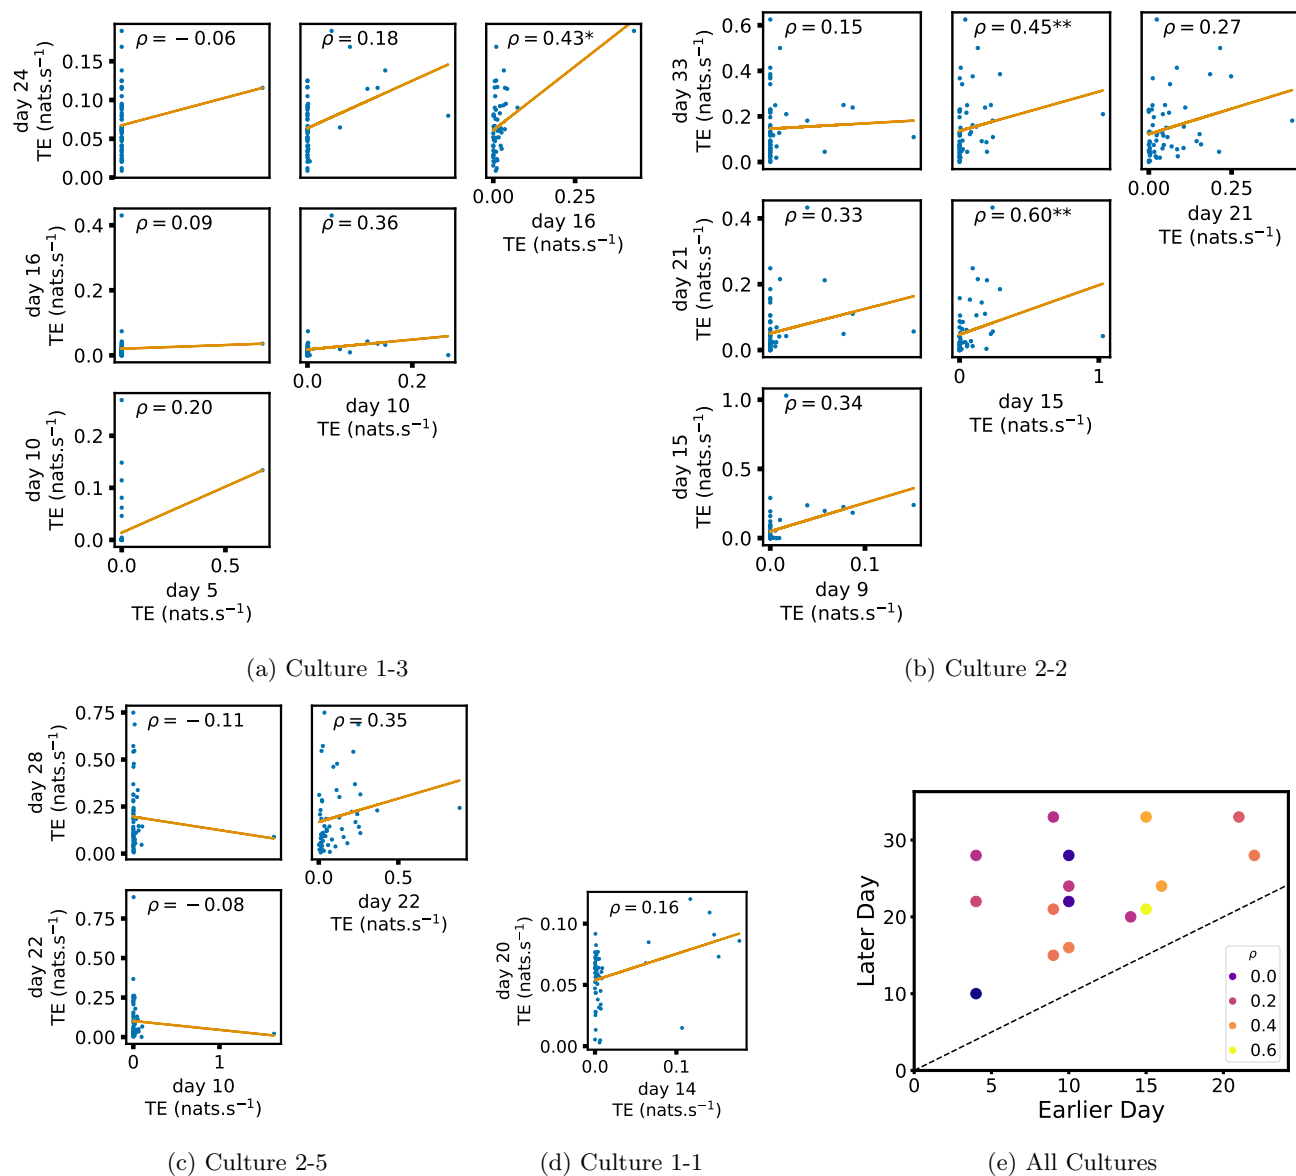 ρ = − 0.06
ρ = 0.18
ρ = 0.43*
day 24
TE (nats.s⁻¹)
0.15
0.10
0.05
0.00
0.00
0.25
day 16
TE (nats.s⁻¹)
ρ = 0.09
ρ = 0.36
day 16
TE (nats.s⁻¹)
0.4
0.2
0.0
0.0
0.2
day 10
TE (nats.s⁻¹)
ρ = 0.20
day 10
TE (nats.s⁻¹)
0.2
0.1
0.0
0.0
0.5
day 5
TE (nats.s⁻¹)
(a) Culture 1-3
ρ = 0.15
ρ = 0.45**
ρ = 0.27
day 33
TE (nats.s⁻¹)
0.6
0.4
0.2
0.0
0.00
0.25
day 21
TE (nats.s⁻¹)
ρ = 0.33
ρ = 0.60**
day 21
TE (nats.s⁻¹)
0.4
0.2
0.0
0
1
day 15
TE (nats.s⁻¹)
ρ = 0.34
day 15
TE (nats.s⁻¹)
1.0
0.5
0.0
0.0
0.1
day 9
TE (nats.s⁻¹)
(b) Culture 2-2
ρ = − 0.11
ρ = 0.35
day 28
TE (nats.s⁻¹)
0.75
0.50
0.25
0.00
0.0
0.5
day 22
TE (nats.s⁻¹)
ρ = − 0.08
day 22
TE (nats.s⁻¹)
0.75
0.50
0.25
0.00
0
1
day 10
TE (nats.s⁻¹)
(c) Culture 2-5
ρ = 0.16
day 20
TE (nats.s⁻¹)
0.10
0.05
0.00
0.0
0.1
day 14
TE (nats.s⁻¹)
(d) Culture 1-1
Later Day
30
20
10
0
0
5
10
15
20
Earlier Day
ρ
0.0
0.2
0.4
0.6
(e) All Cultures